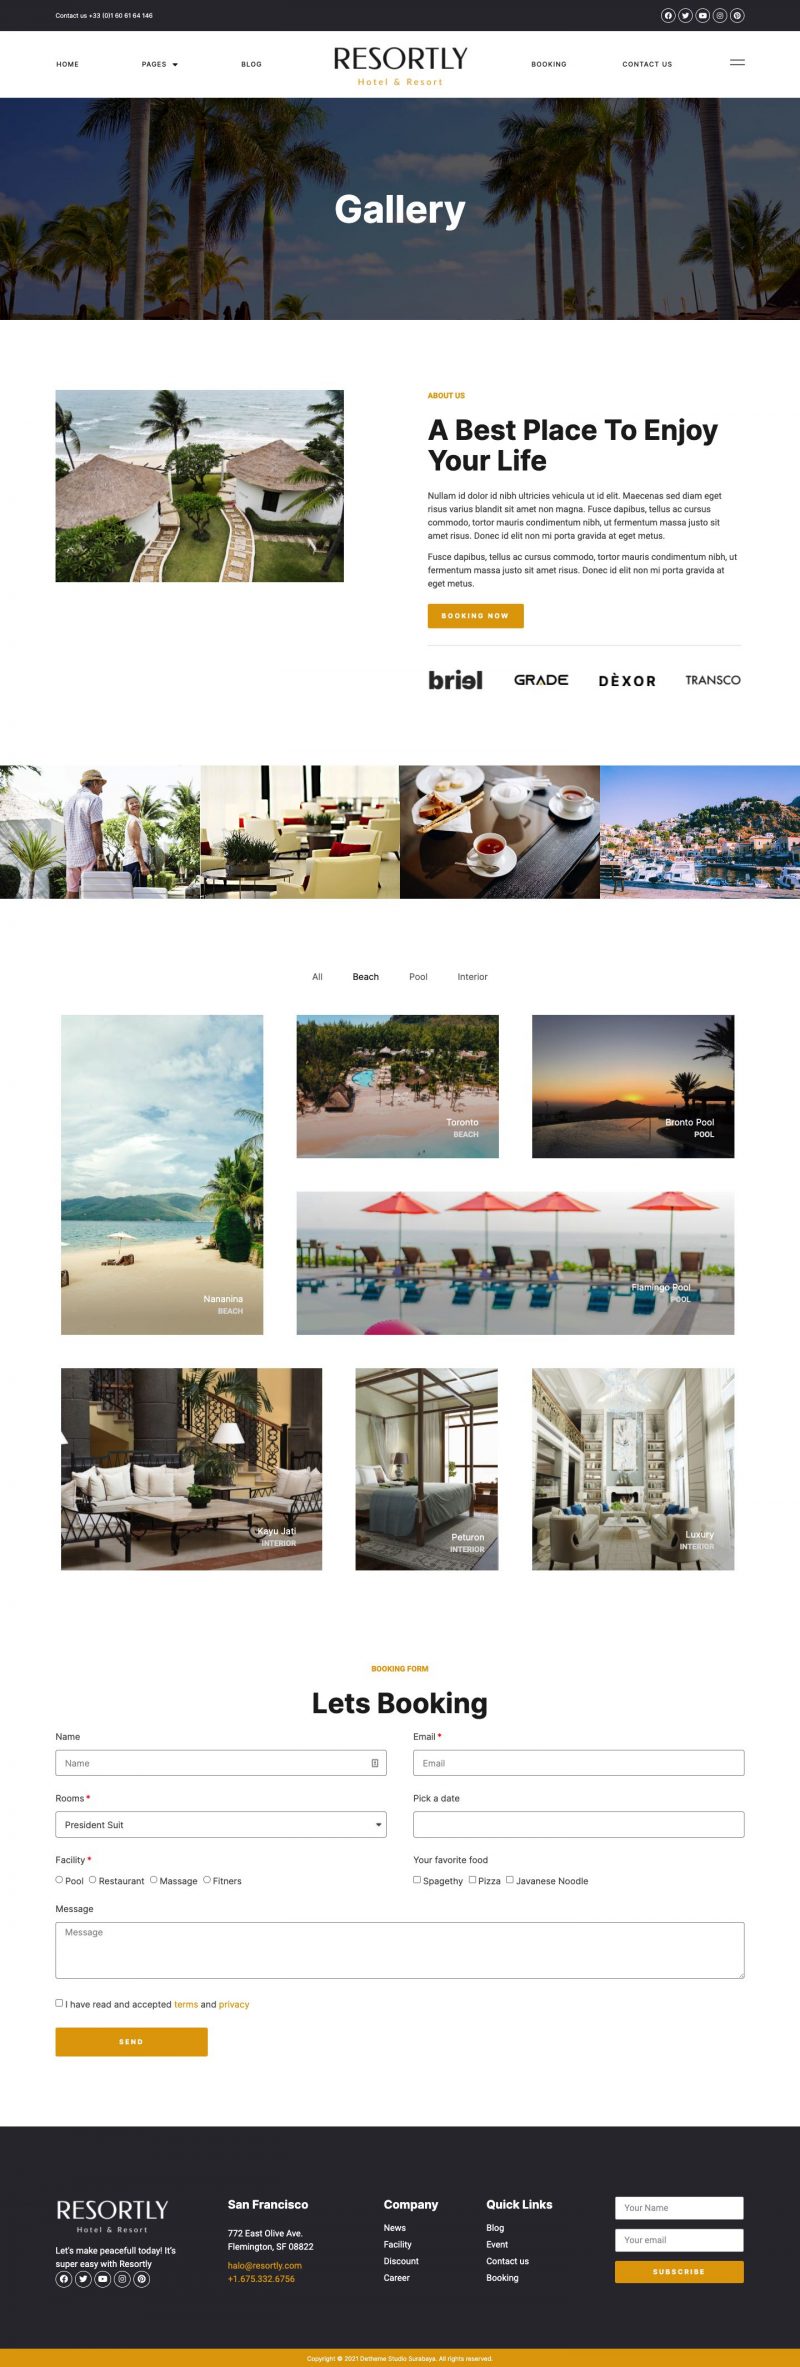 Contact us +33 (0)1 60 61 64 146
HOME
PAGES
BLOG
RESORTLY
Hotel & Resort
BOOKING
CONTACT US
Gallery
ABOUT US
A Best Place To Enjoy
Your Life
Nullam id dolor id nibh ultricies vehicula ut id elit. Maecenas sed diam eget
risus varius blandit sit amet non magna. Fusce dapibus, tellus ac cursus
commodo, tortor mauris condimentum nibh, ut fermentum massa justo sit
amet risus. Donec id elit non mi porta gravida at eget metus.
Fusce dapibus, tellus ac cursus commodo, tortor mauris condimentum nibh, ut
fermentum massa justo sit amet risus. Donec id elit non mi porta gravida at
eget metus.
BOOKING NOW
briel
GRADE
DÈXOR
TRANSCO
All
Beach
Pool
Interior
Toronto
BEACH
Bronto Pool
POOL
Nananina
BEACH
Flamingo Pool
POOL
Kayu Jati
INTERIOR
Peturon
INTERIOR
Luxury
INTERIOR
BOOKING FORM
Lets Booking
Name
Email *
Name
Email
Rooms *
Pick a date
President Suit
Facility *
Your favorite food
Pool Restaurant Massage Fitners
Spagethy Pizza Javanese Noodle
Message
Message
I have read and accepted terms and privacy
SEND
RESORTLY
Hotel & Resort
Let's make peacefull today! It's
super easy with Resortly
San Francisco
772 East Olive Ave.
Flemington, SF 08822
halo@resortly.com
+1.675.332.6756
Company
News
Facility
Discount
Career
Quick Links
Blog
Event
Contact us
Booking
Your Name
Your email
SUBSCRIBE
Copyright © 2021 Detheme Studio Surabaya. All rights reserved.